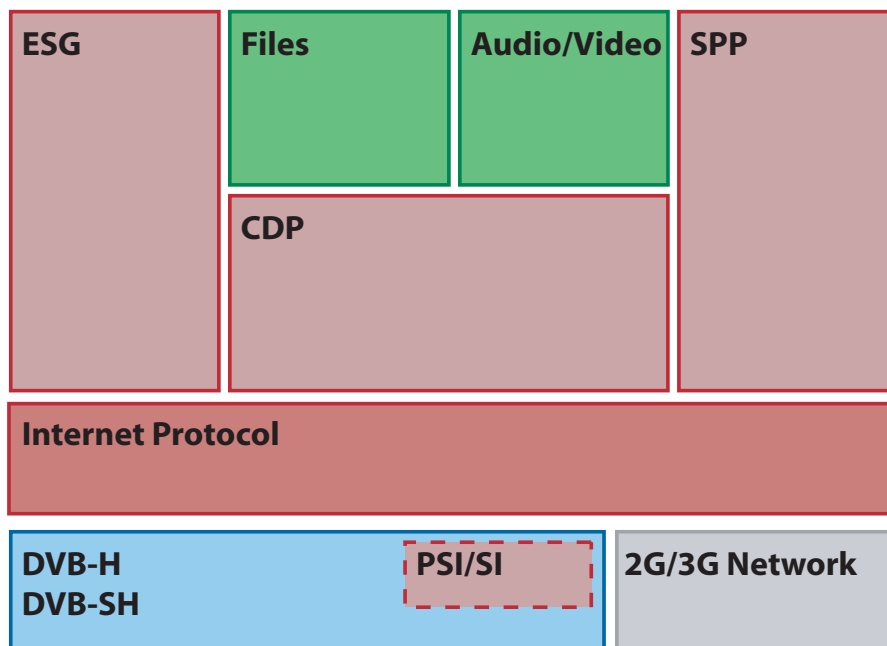 ESG
Files
Audio/Video
SPP
CDP
Internet Protocol
DVB-H
DVB-SH
PSI/SI
2G/3G Network